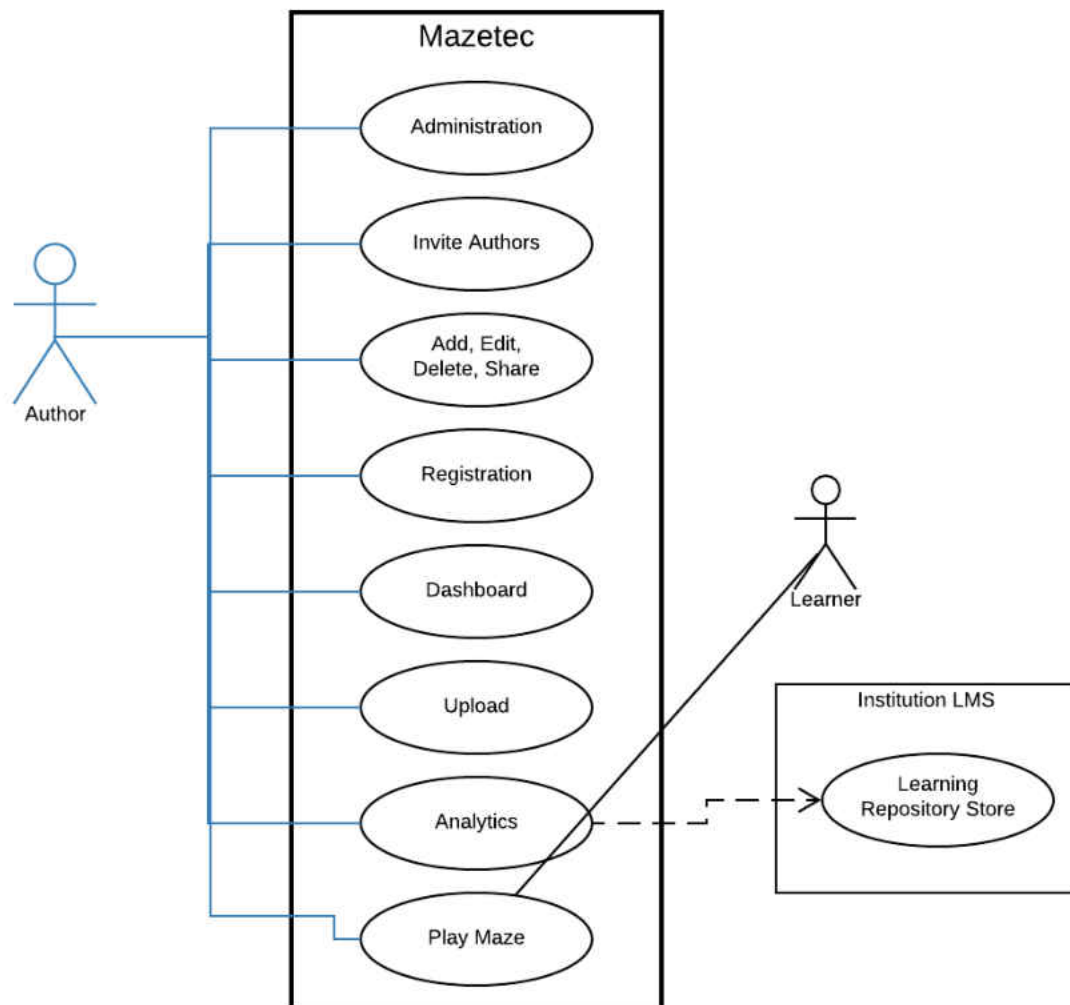 Mazetec
Administration
Invite Authors
Add, Edit,
Delete, Share
Author
Registration
Dashboard
Learner
Upload
Institution LMS
Analytics
Learning
Repository Store
Play Maze